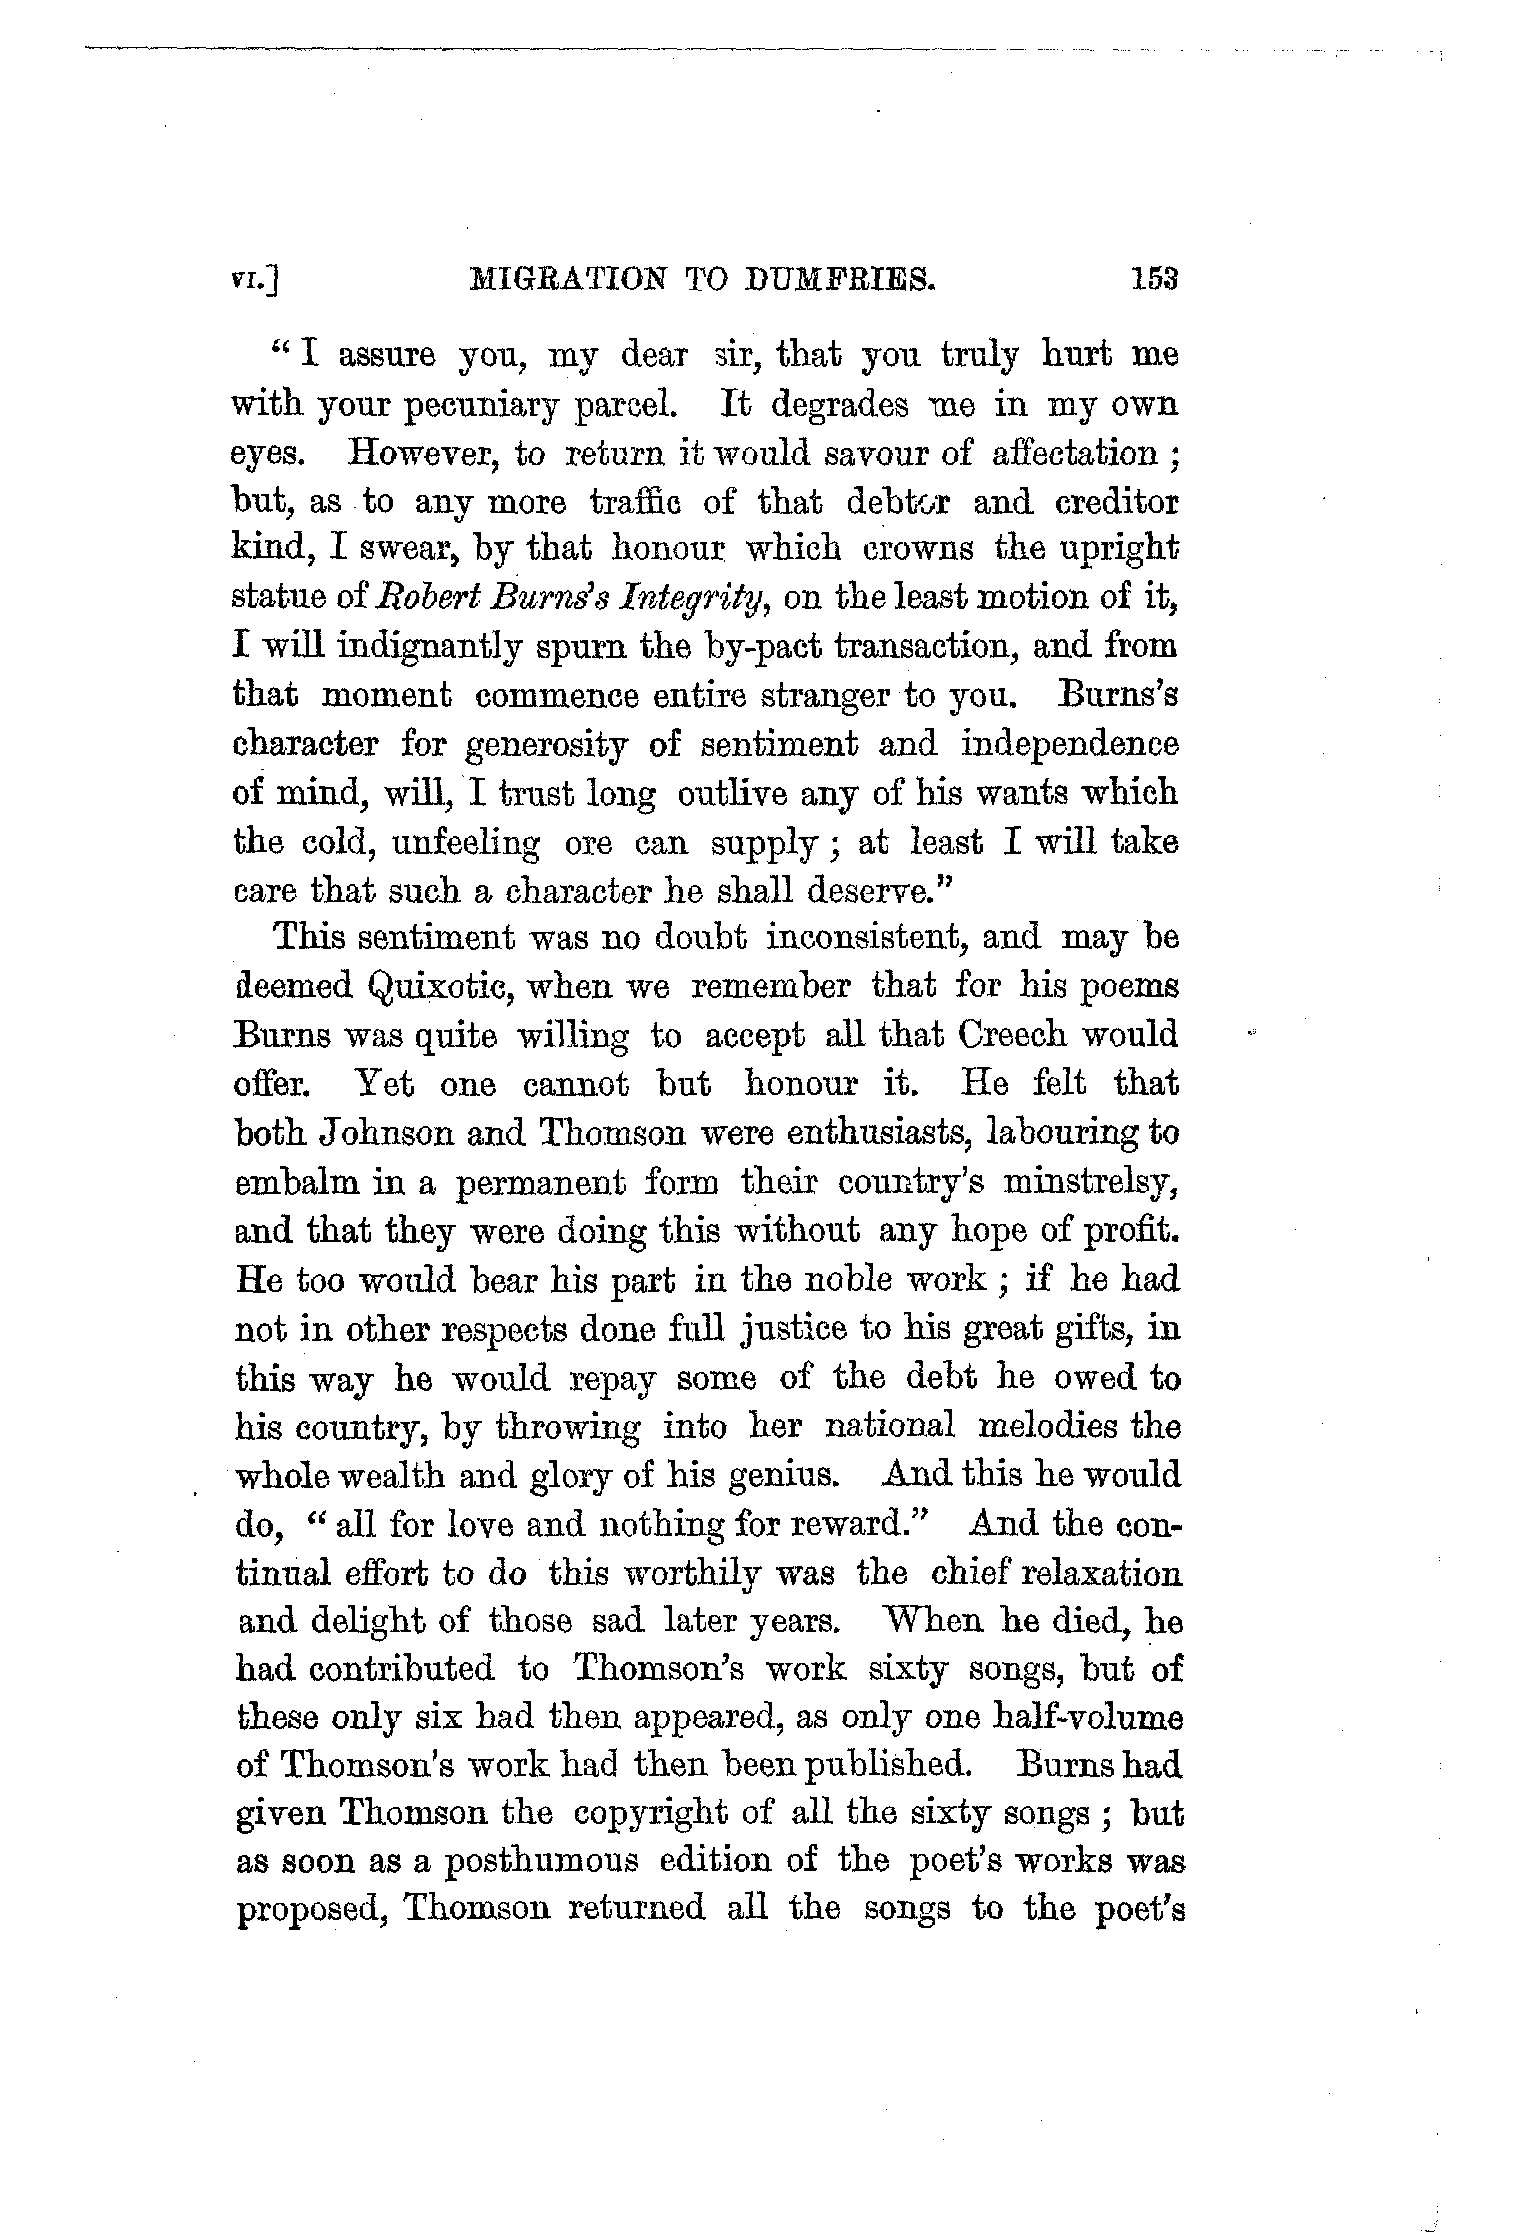 VI.] MIGRATION TO DUMFRIES. 153
“I assure you, my dear sir, that you truly hurt me
with your pecuniary parcel. It degrades me in my own
eyes. However, to return it would savour of affectation ;
but, as to any more traffic of that debtor and creditor
kind, I swear, by that honour which crowns the upright
statue of Robert Burns's Integrity, on the least motion of it,
I will indignantly spurn the by-pact transaction, and from
that moment commence entire stranger to you. Burns's
character for generosity of sentiment and independence
of mind, will, I trust long outlive any of his wants which
the cold, unfeeling ore can supply ; at least I will take
care that such a character he shall deserve.”
This sentiment was no doubt inconsistent, and may be
deemed Quixotic, when we remember that for his poems
Burns was quite willing to accept all that Creech would
offer. Yet one cannot but honour it. He felt that
both Johnson and Thomson were enthusiasts, labouring to
embalm in a permanent form their country's minstrelsy,
and that they were doing this without any hope of profit.
He too would bear his part in the noble work ; if he had
not in other respects done full justice to his great gifts, in
this way he would repay some of the debt he owed to
his country, by throwing into her national melodies the
whole wealth and glory of his genius. And this he would
do, “ all for love and nothing for reward.” And the con-
tinual effort to do this worthily was the chief relaxation
and delight of those sad later years. When he died, he
had contributed to Thomson's work sixty songs, but of
these only six had then appeared, as only one half-volume
of Thomson's work had then been published. Burns had
given Thomson the copyright of all the sixty songs ; but
as soon as a posthumous edition of the poet's works was
proposed, Thomson returned all the songs to the poet's